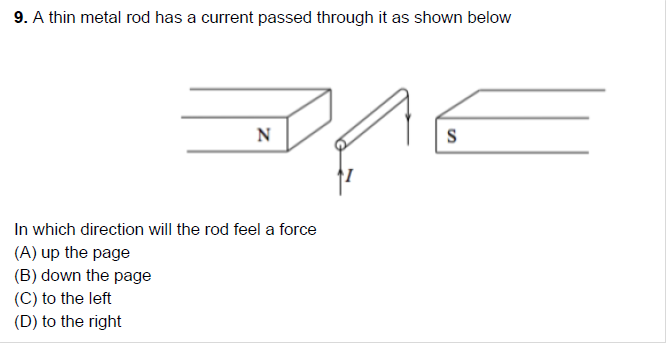 9. A thin metal rod has a current passed through it as shown below
N
S
I
In which direction will the rod feel a force
(A) up the page
(B) down the page
(C) to the left
(D) to the right